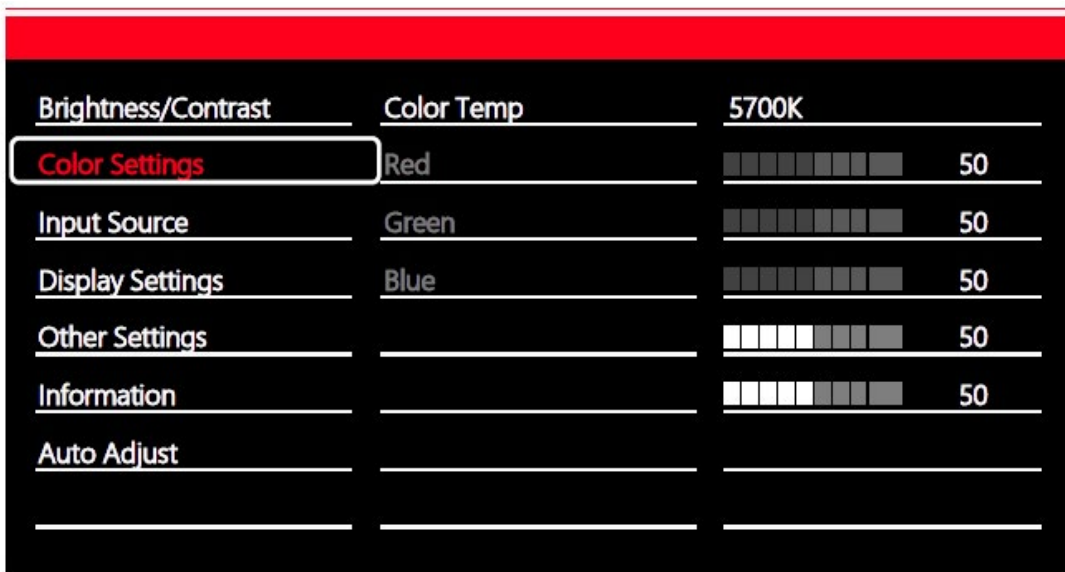 Brightness/Contrast Color Temp 5700K
Color Settings Red 50
Input Source Green 50
Display Settings Blue 50
Other Settings 50
Information 50
Auto Adjust